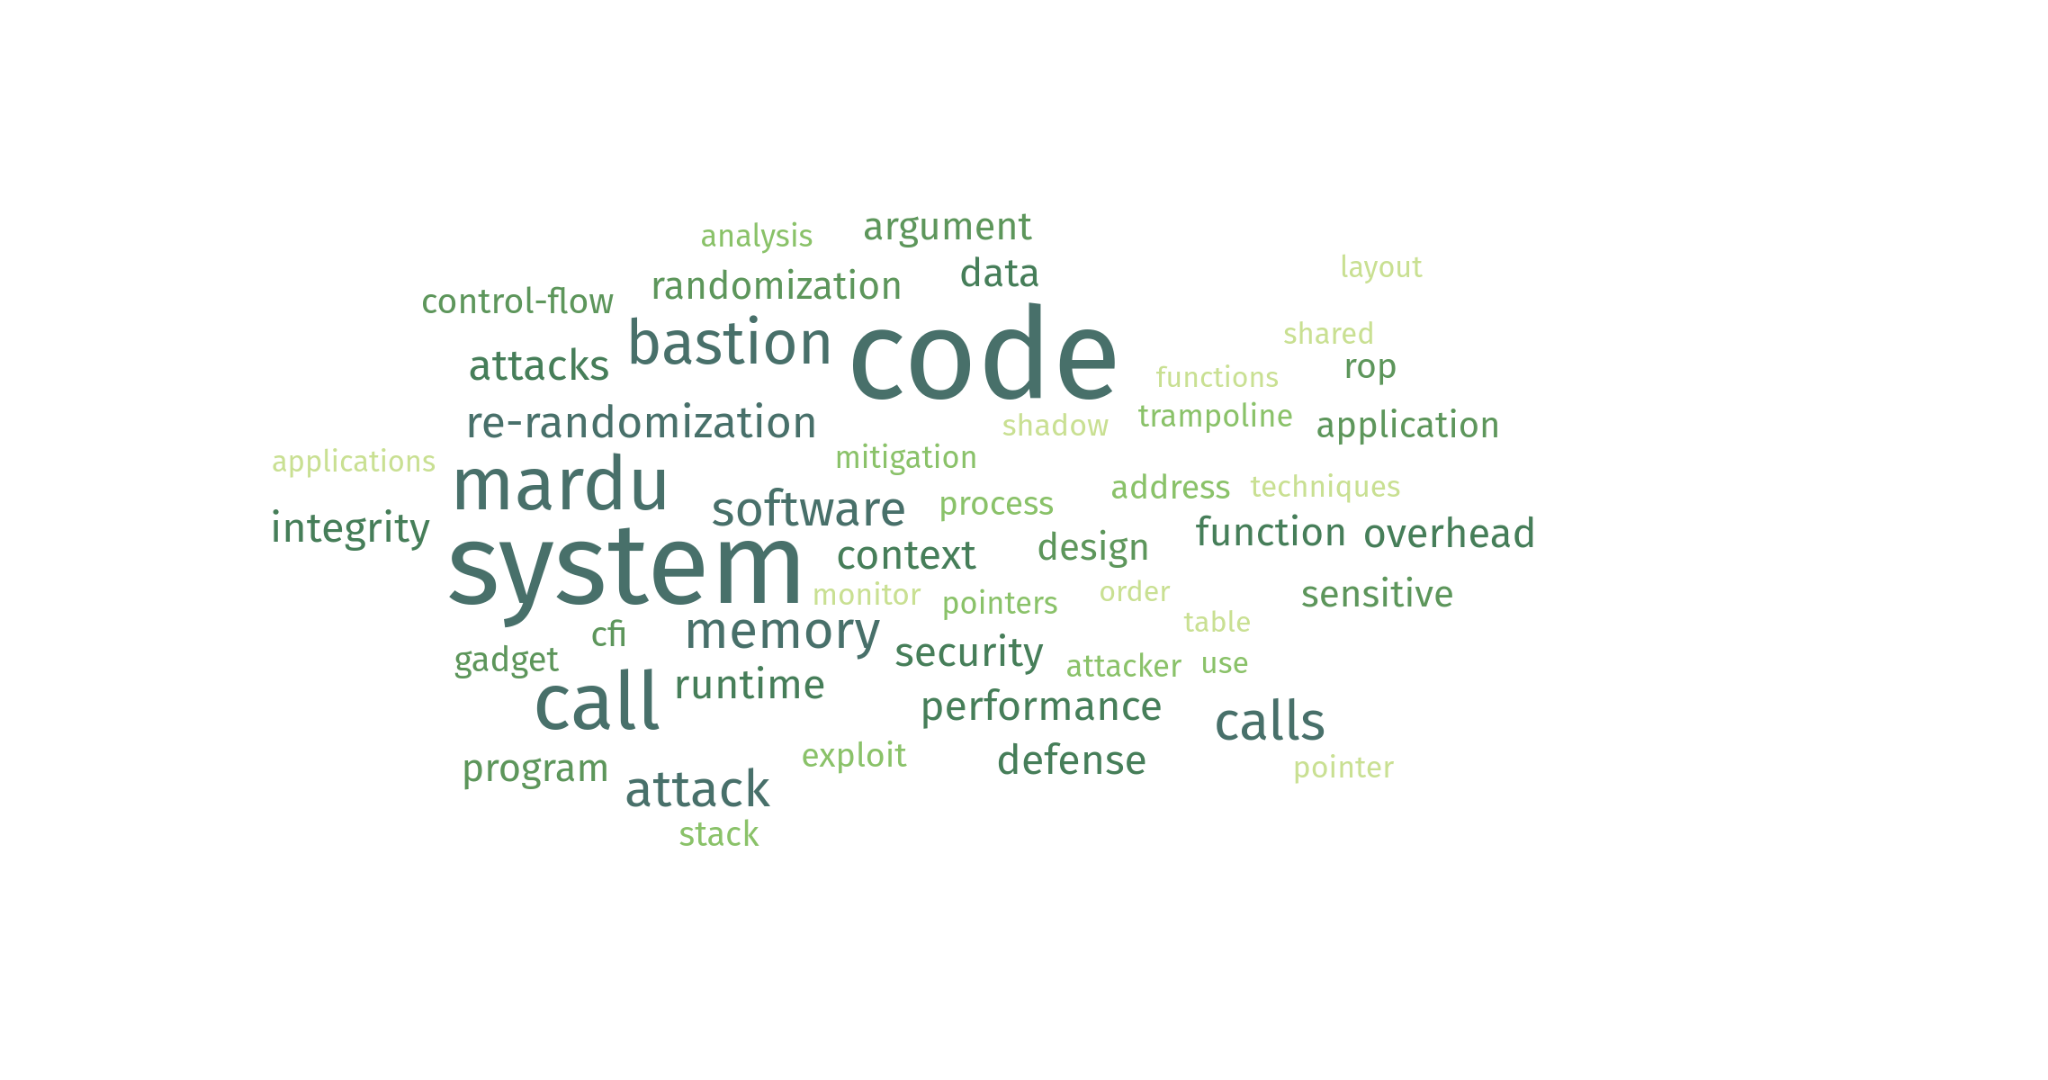 argument
analysis
layout
data
randomization
control-flow
shared
bastion
code
attacks
rop
functions
trampoline
re-randomization
shadow
application
mitigation
applications
mardu
address
techniques
software
process
integrity
function
overhead
design
context
system
order
monitor
sensitive
pointers
table
cfi
memory
security
gadget
attacker
use
runtime
call
performance
calls
exploit
defense
program
pointer
attack
stack